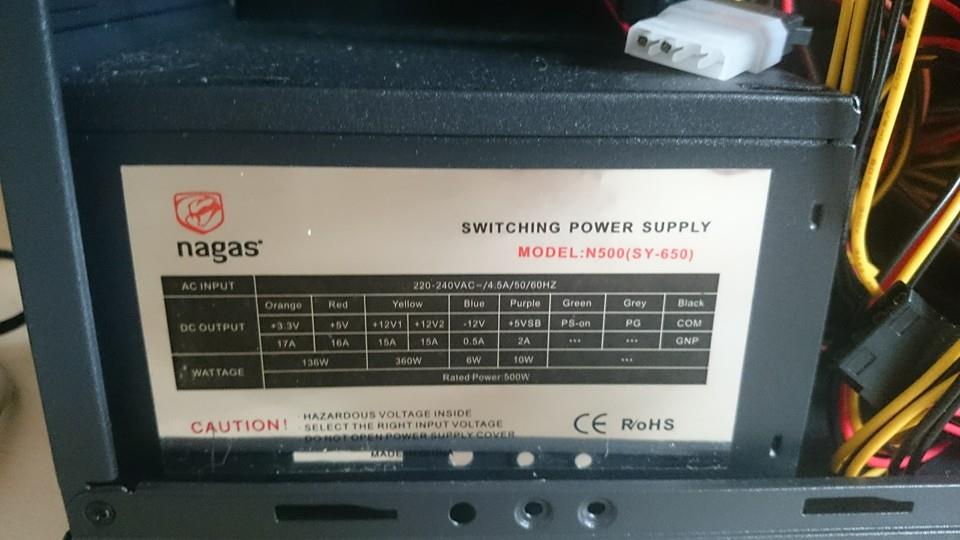 nagas
SWITCHING POWER SUPPLY
MODEL:N500(SY-650)
AC INPUT 220-240VAC~/4.5A/50/60HZ
DC OUTPUT Orange Red Yellow Blue Purple Green Grey Black
+3.3V +5V +12V1 +12V2 -12V +5VSB PS-on PG COM
17A 16A 15A 15A 0.5A 2A --- --- GNP
WATTAGE 136W 360W 6W 10W ---
Rated Power:500W
CAUTION! · HAZARDOUS VOLTAGE INSIDE
· SELECT THE RIGHT INPUT VOLTAGE
· DO NOT OPEN POWER SUPPLY COVER
CE RoHS
MADE